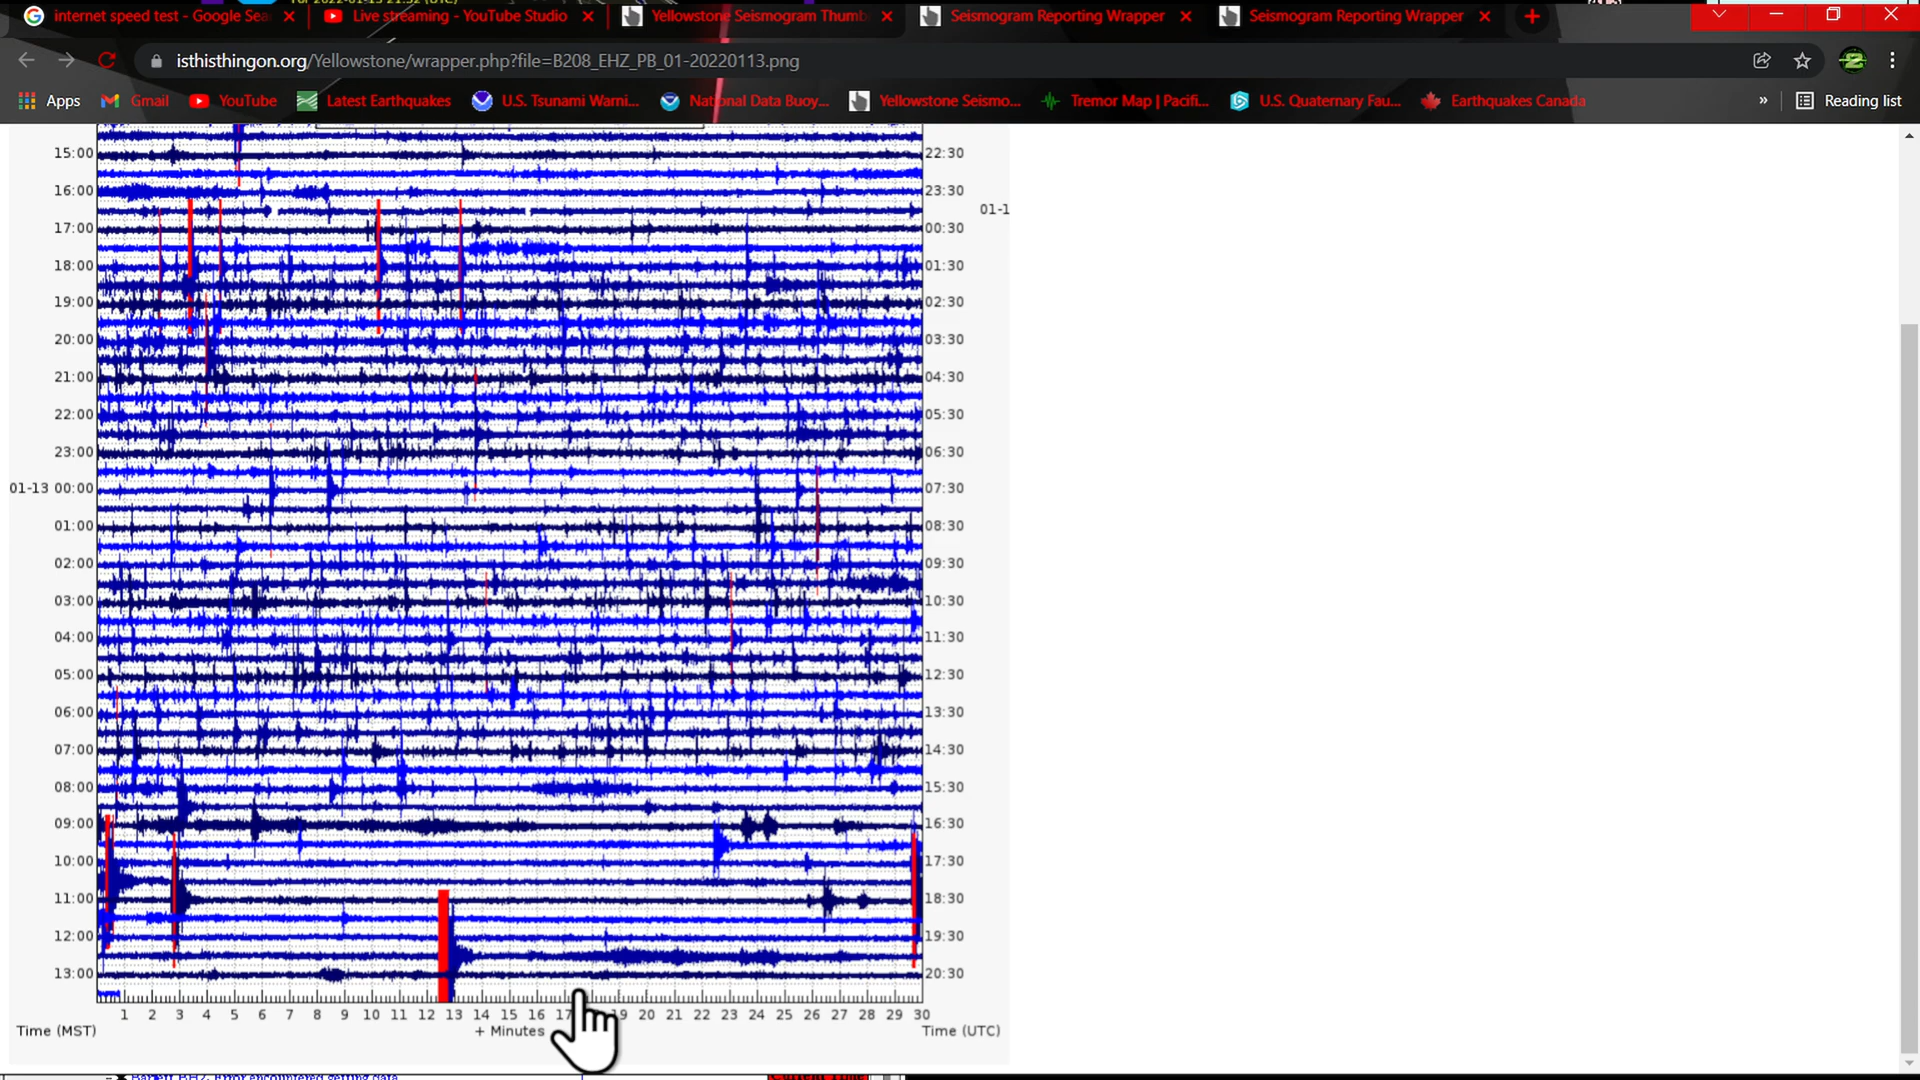 internet speed test - Google Sea
Live streaming - YouTube Studio
Yellowstone Seismogram Thumb
Seismogram Reporting Wrapper
Seismogram Reporting Wrapper
isthisthingon.org/Yellowstone/wrapper.php?file=B208_EHZ_PB_01-20220113.png
Apps
Gmail
YouTube
Latest Earthquakes
U.S. Tsunami Warni...
National Data Buoy...
Yellowstone Seismo...
Tremor Map | Pacifi...
U.S. Quaternary Fau...
Earthquakes Canada
»
Reading list
15:00 22:30
16:00 23:30
01-1
17:00 00:30
18:00 01:30
19:00 02:30
20:00 03:30
21:00 04:30
22:00 05:30
23:00 06:30
01-13 00:00 07:30
01:00 08:30
02:00 09:30
03:00 10:30
04:00 11:30
05:00 12:30
06:00 13:30
07:00 14:30
08:00 15:30
09:00 16:30
10:00 17:30
11:00 18:30
12:00 19:30
13:00 20:30
1 2 3 4 5 6 7 8 9 10 11 12 13 14 15 16 17 19 20 21 22 23 24 25 26 27 28 29 30
Time (MST) + Minutes Time (UTC)